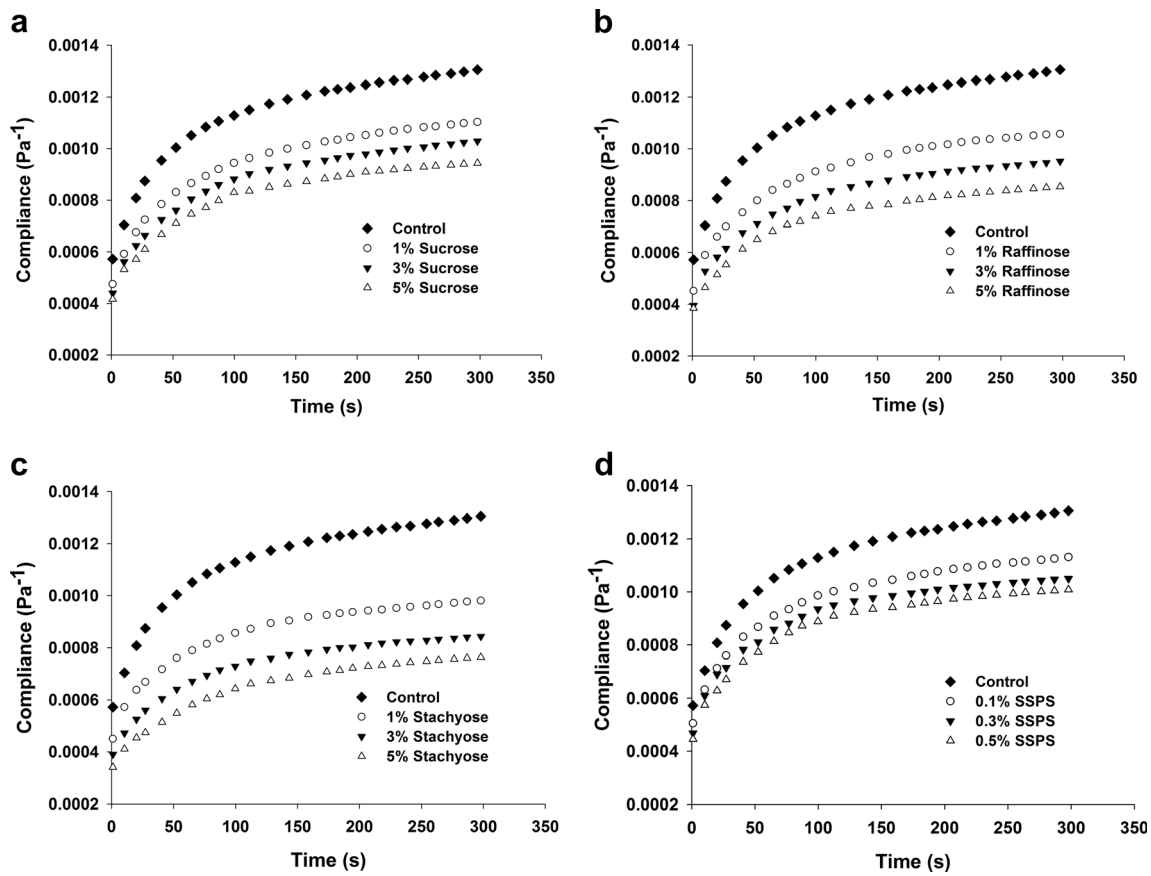 a
0.0014
0.0012
0.0010
0.0008
0.0006
0.0004
0.0002
Compliance (Pa⁻¹)
Control
1% Sucrose
3% Sucrose
5% Sucrose
0 50 100 150 200 250 300 350
Time (s)
b
0.0014
0.0012
0.0010
0.0008
0.0006
0.0004
0.0002
Compliance (Pa⁻¹)
Control
1% Raffinose
3% Raffinose
5% Raffinose
0 50 100 150 200 250 300 350
Time (s)
c
0.0014
0.0012
0.0010
0.0008
0.0006
0.0004
0.0002
Compliance (Pa⁻¹)
Control
1% Stachyose
3% Stachyose
5% Stachyose
0 50 100 150 200 250 300 350
Time (s)
d
0.0014
0.0012
0.0010
0.0008
0.0006
0.0004
0.0002
Compliance (Pa⁻¹)
Control
0.1% SSPS
0.3% SSPS
0.5% SSPS
0 50 100 150 200 250 300 350
Time (s)